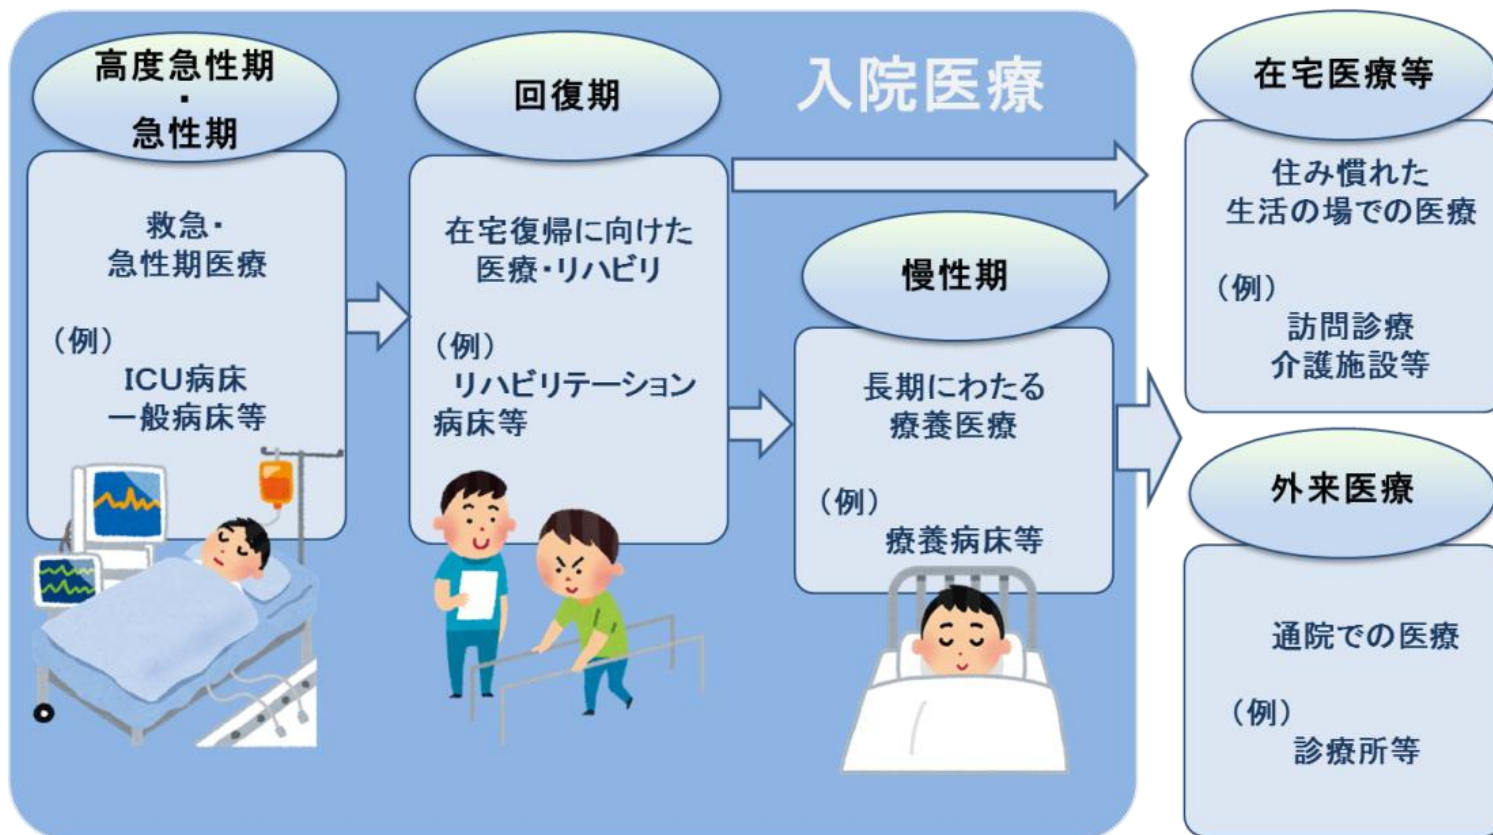 入院医療
高度急性期
・
急性期
救急・
急性期医療
（例）
ICU病床
一般病床等
回復期
在宅復帰に向けた
医療・リハビリ
（例）
リハビリテーション
病床等
慢性期
長期にわたる
療養医療
（例）
療養病床等
在宅医療等
住み慣れた
生活の場での医療
（例）
訪問診療
介護施設等
外来医療
通院での医療
（例）
診療所等